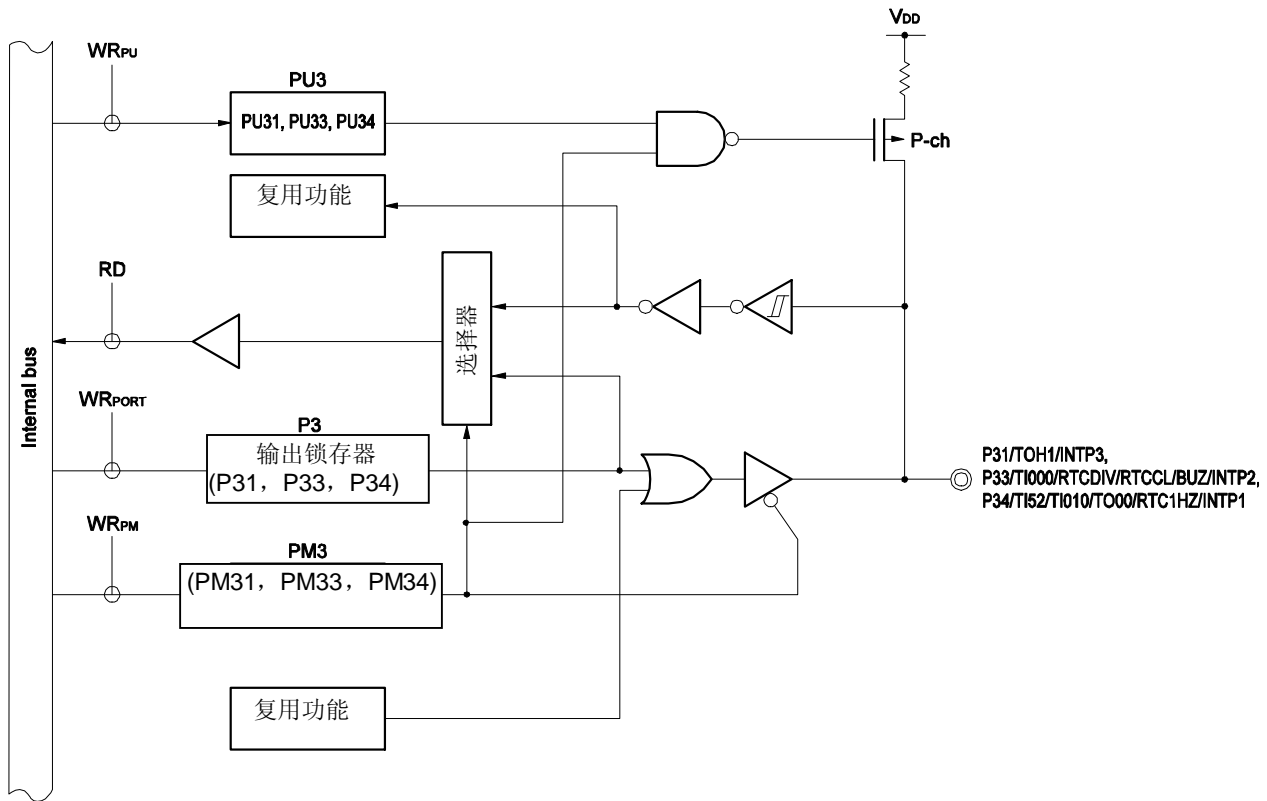 VDD
WRPU
PU3
PU31, PU33, PU34
P-ch
复用功能
RD
选择器
Internal bus
WRPORT
P3
输出锁存器
(P31，P33，P34)
P31/TOH1/INTP3,
P33/TI000/RTCDIV/RTCCL/BUZ/INTP2,
P34/TI52/TI010/TO00/RTC1HZ/INTP1
WRPM
PM3
(PM31，PM33，PM34)
复用功能